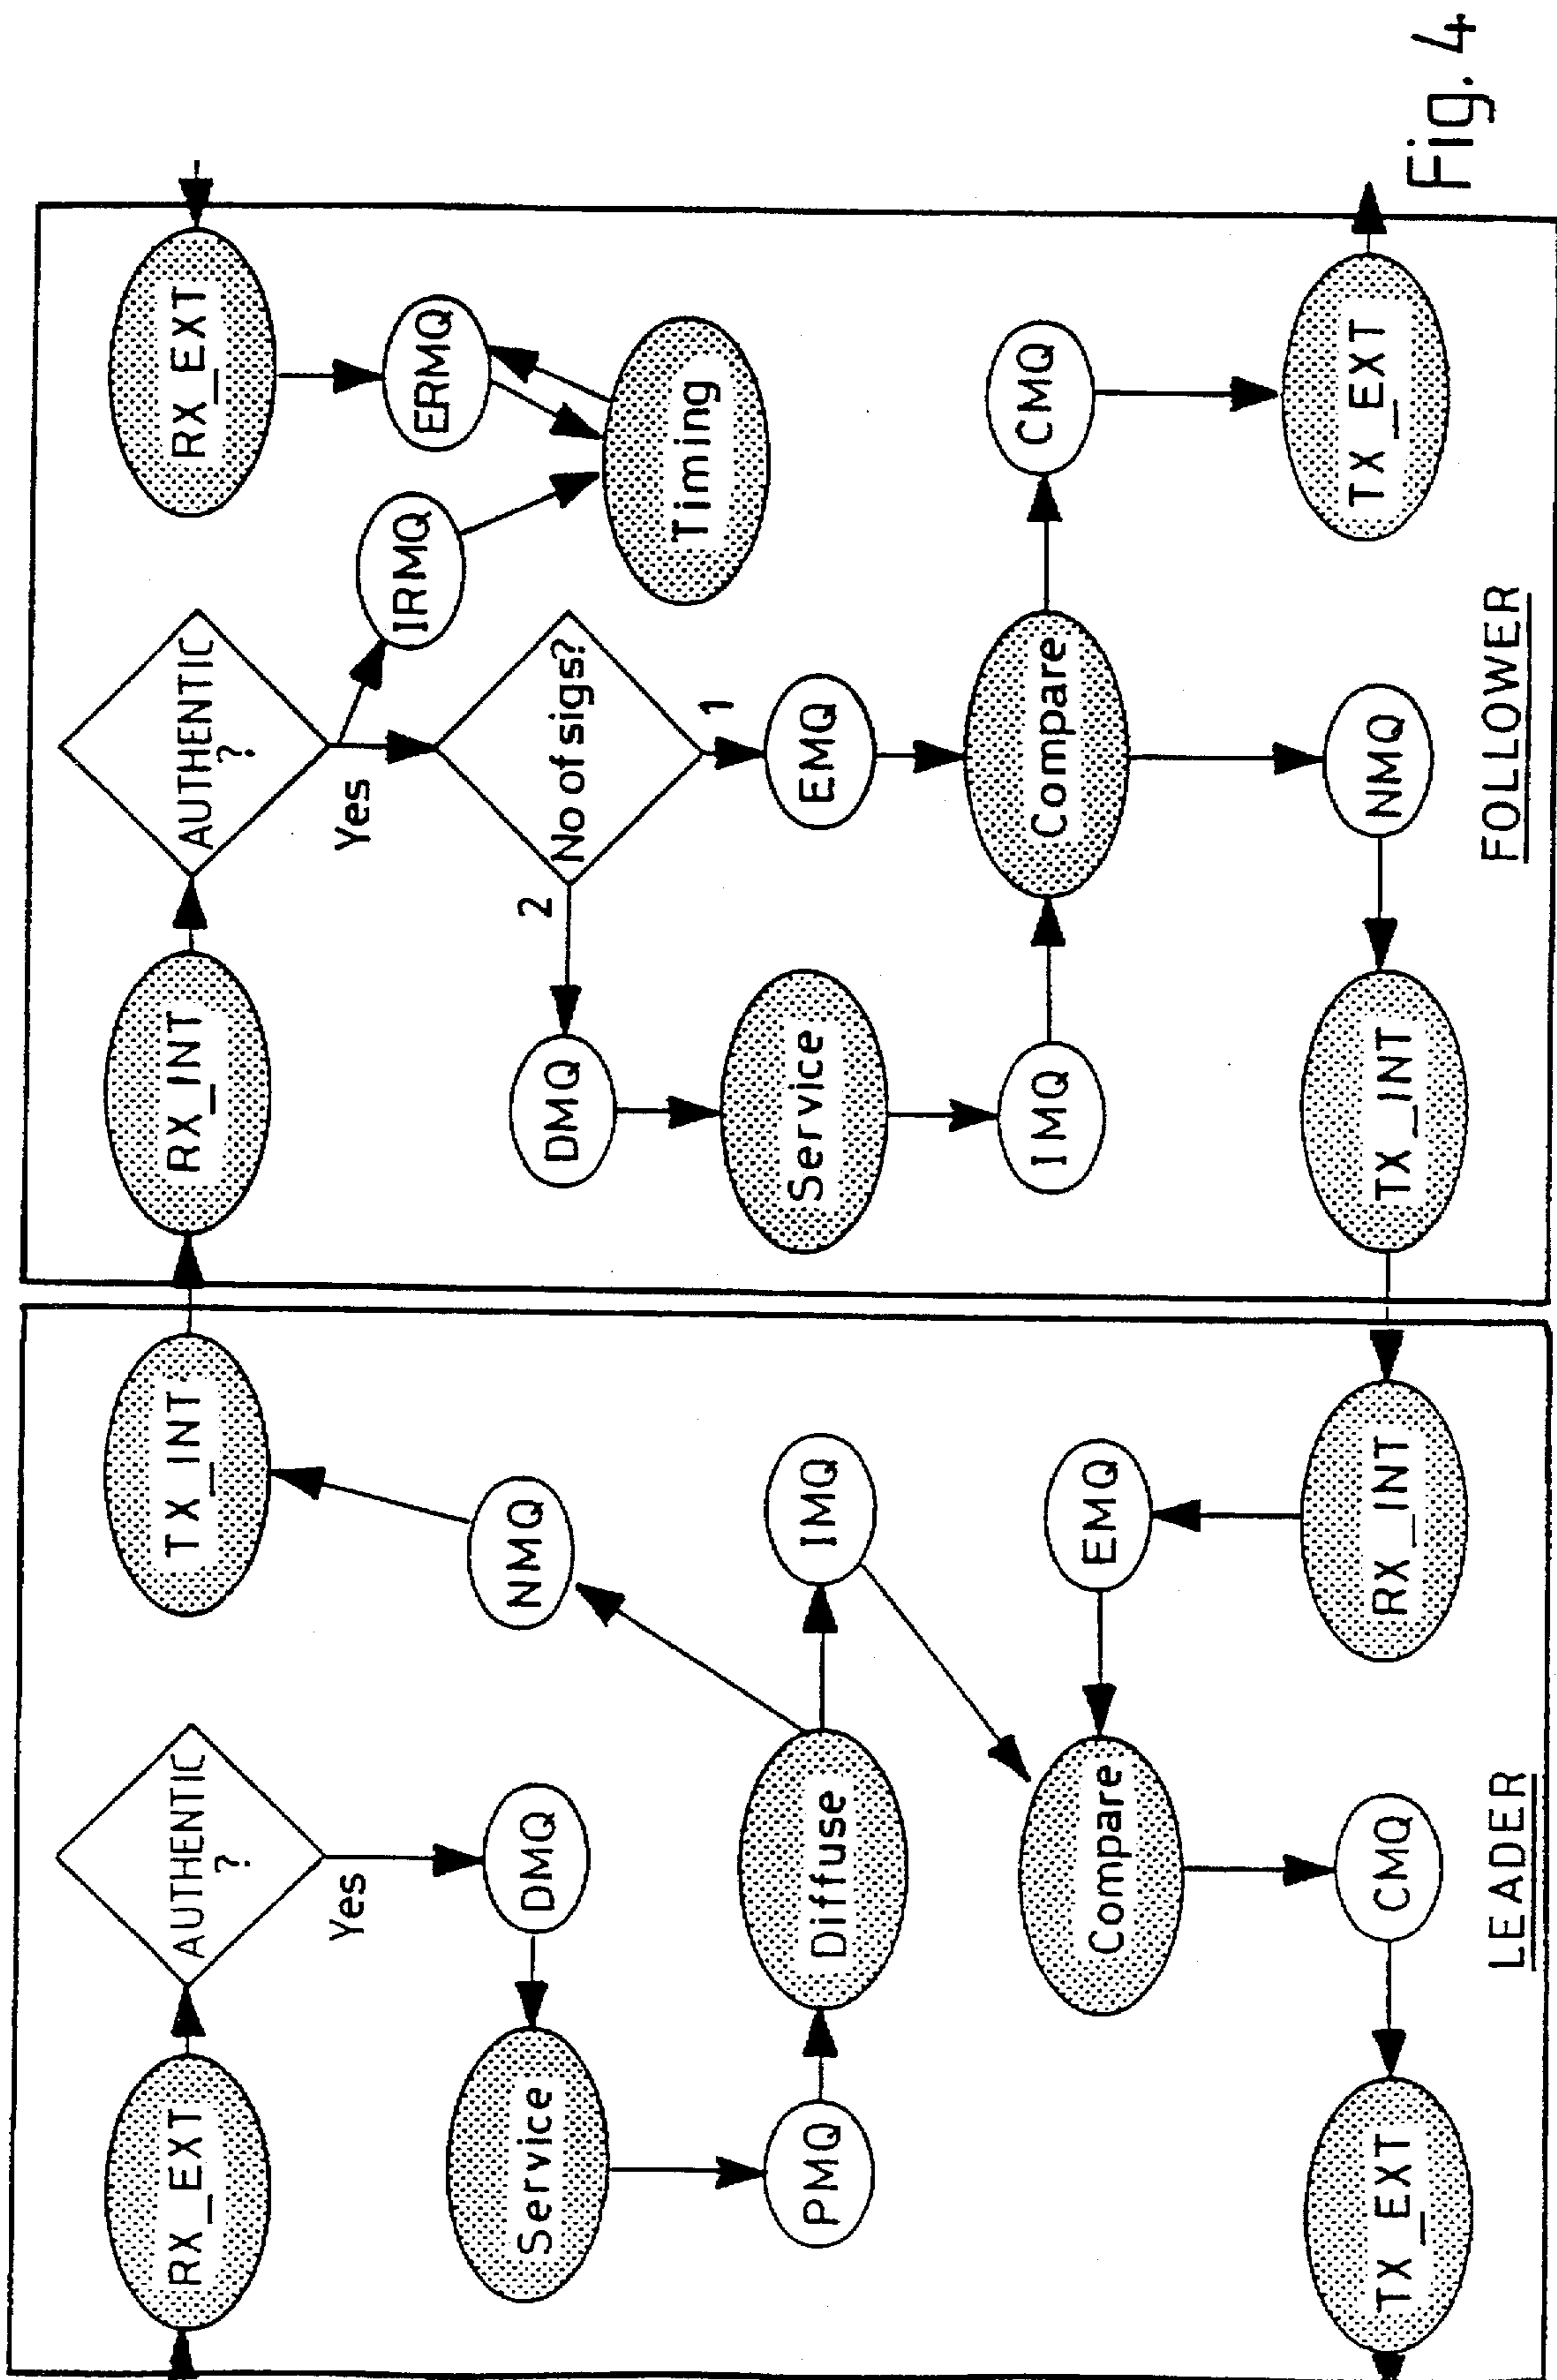 RX_EXT
AUTHENTIC
?
Yes
DMQ
Service
PMQ
Diffuse
NMQ
TX_INT
IMQ
Compare
EMQ
RX_INT
CMQ
TX_EXT
LEADER
RX_INT
AUTHENTIC
?
Yes
IRMQ
RX_EXT
ERMQ
Timing
No of sigs?
2
1
DMQ
Service
IMQ
EMQ
Compare
CMQ
TX_EXT
NMQ
TX_INT
FOLLOWER
Fig. 4